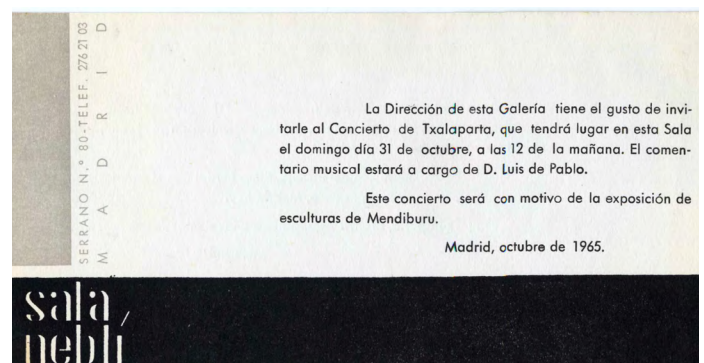 SERRANO N.º 80-TELEF. 276 21 03
MADRID
La Dirección de esta Galería tiene el gusto de invi-
tarle al Concierto de Txalaparta, que tendrá lugar en esta Sala
el domingo día 31 de octubre, a las 12 de la mañana. El comen-
tario musical estará a cargo de D. Luis de Pablo.
Este concierto será con motivo de la exposición de
esculturas de Mendiburu.
Madrid, octubre de 1965.
sala
nebli